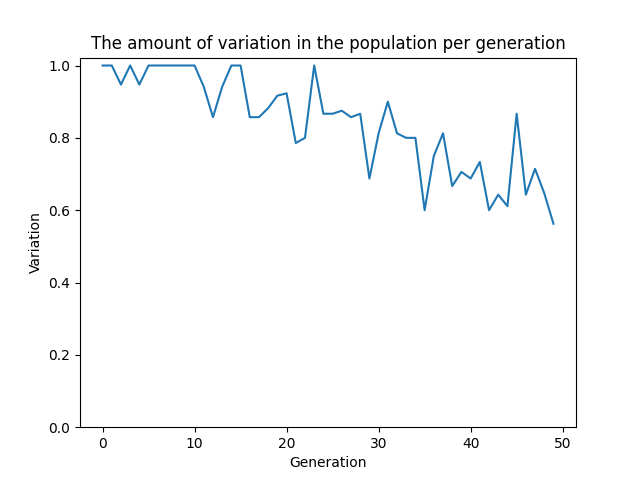 The amount of variation in the population per generation
1.0
0.8
0.6
0.4
0.2
0.0
Variation
0 10 20 30 40 50
Generation